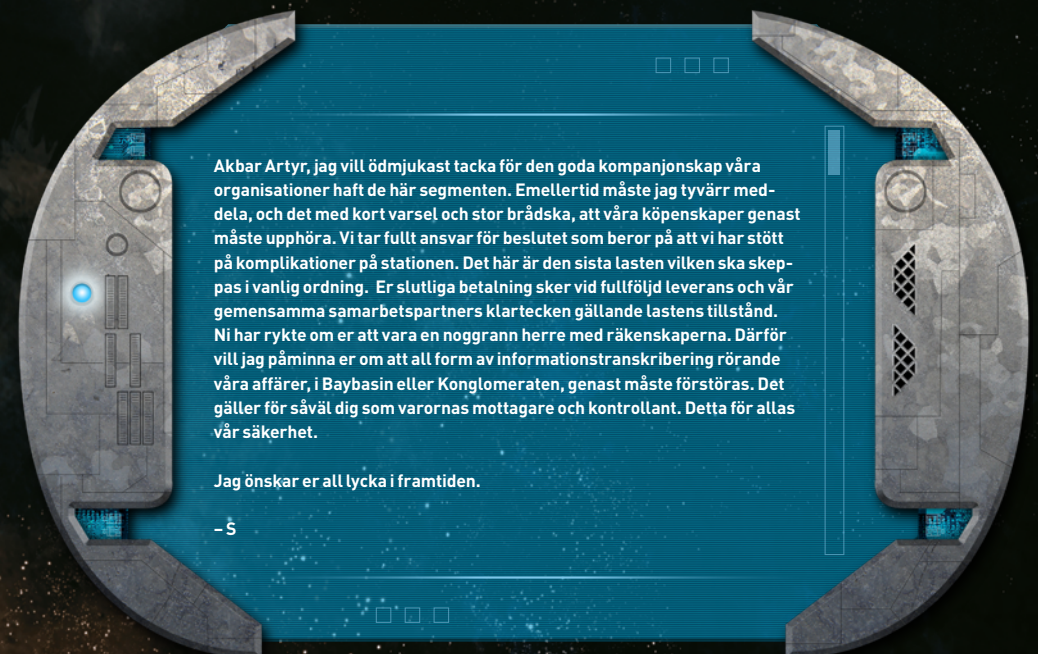 Akbar Artyr, jag vill ödmjukast tacka för den goda kompanjonskap våra
organisationer haft de här segmenten. Emellertid måste jag tyvärr med-
dela, och det med kort varsel och stor brådska, att våra köpenskaper genast
måste upphöra. Vi tar fullt ansvar för beslutet som beror på att vi har stött
på komplikationer på stationen. Det här är den sista lasten vilken ska skep-
pas i vanlig ordning. Er slutliga betalning sker vid fullföljd leverans och vår
gemensamma samarbetspartners klartecken gällande lastens tillstånd.
Ni har rykte om er att vara en noggrann herre med räkenskaperna. Därför
vill jag påminna er om att all form av informationstranskribering rörande
våra affärer, i Baybasin eller Konglomeraten, genast måste förstöras. Det
gäller för såväl dig som varornas mottagare och kontrollant. Detta för allas
vår säkerhet.

Jag önskar er all lycka i framtiden.

– S